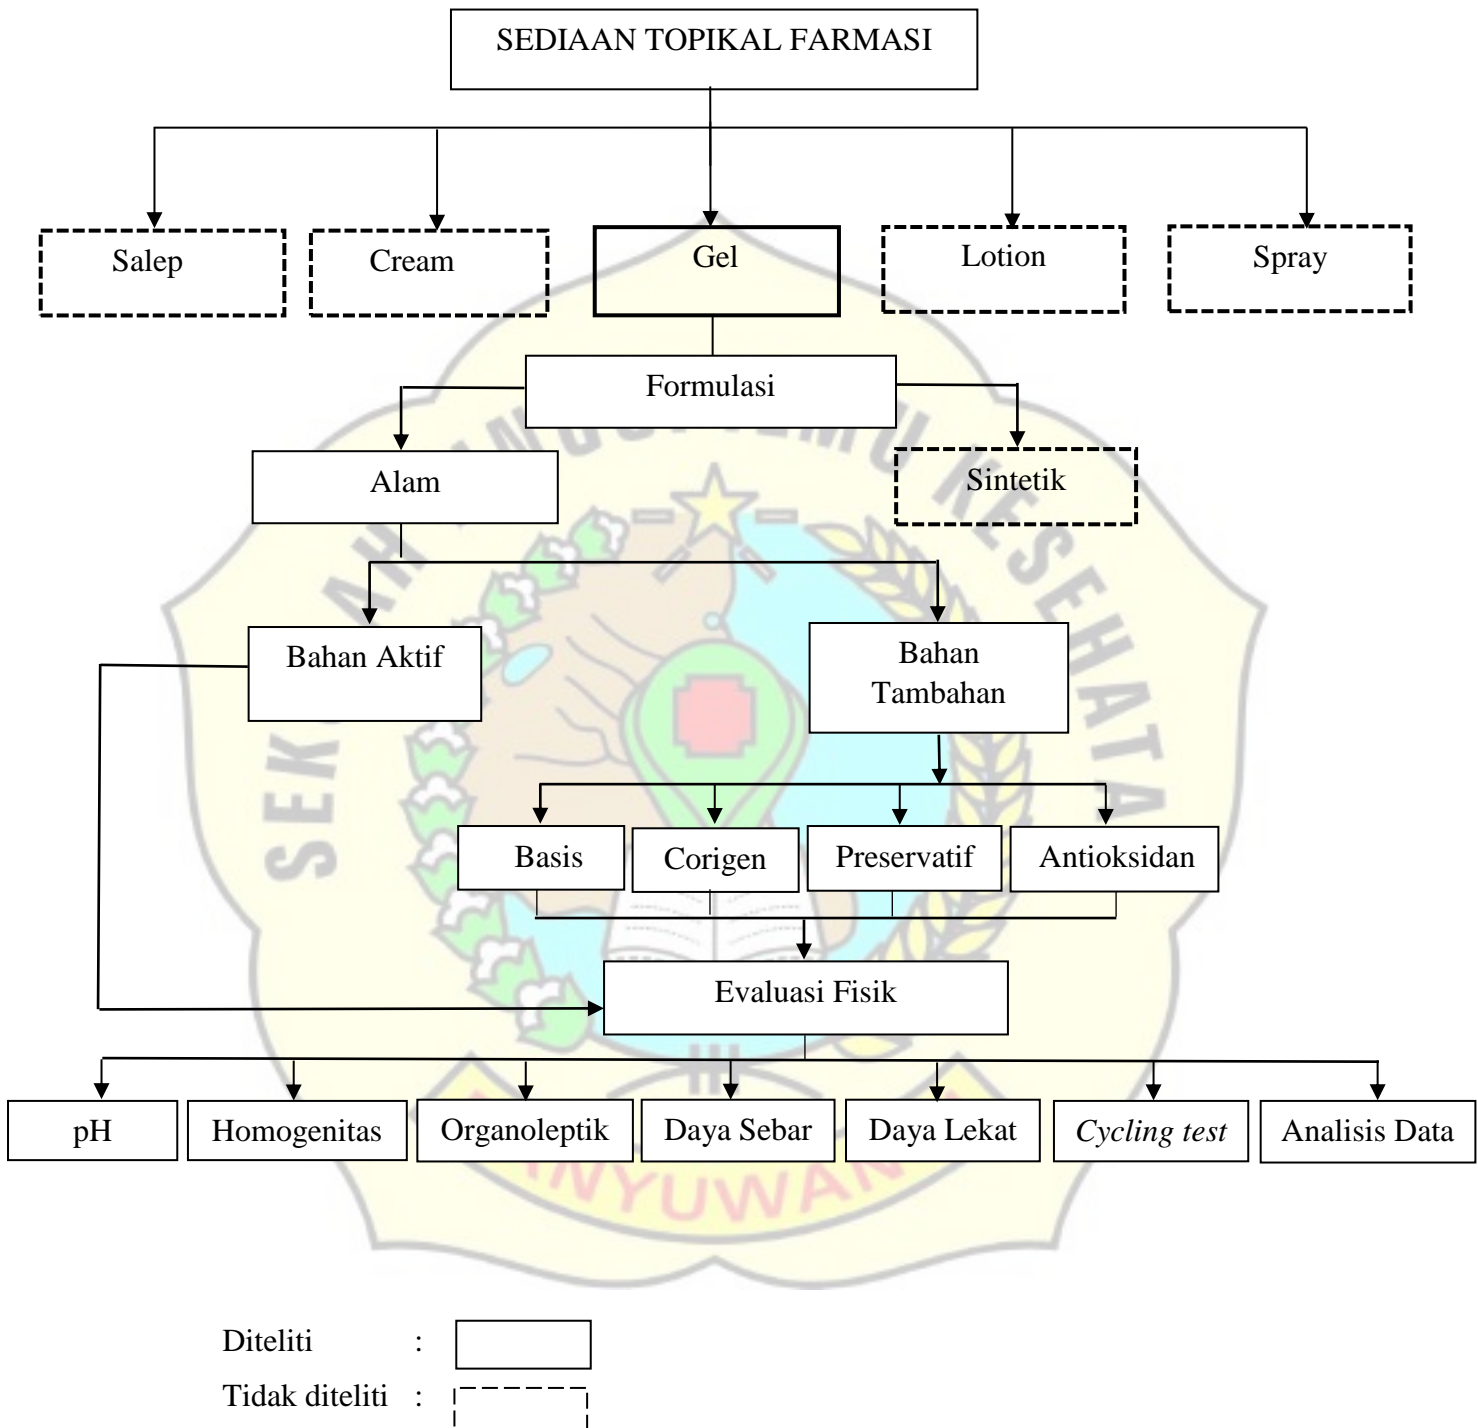 SEDIAAN TOPIKAL FARMASI
Salep
Cream
Gel
Lotion
Spray
Formulasi
Alam
Sintetik
Bahan Aktif
Bahan
Tambahan
Basis
Corigen
Preservatif
Antioksidan
Evaluasi Fisik
pH
Homogenitas
Organoleptik
Daya Sebar
Daya Lekat
Cycling test
Analisis Data
Diteliti :
Tidak diteliti :